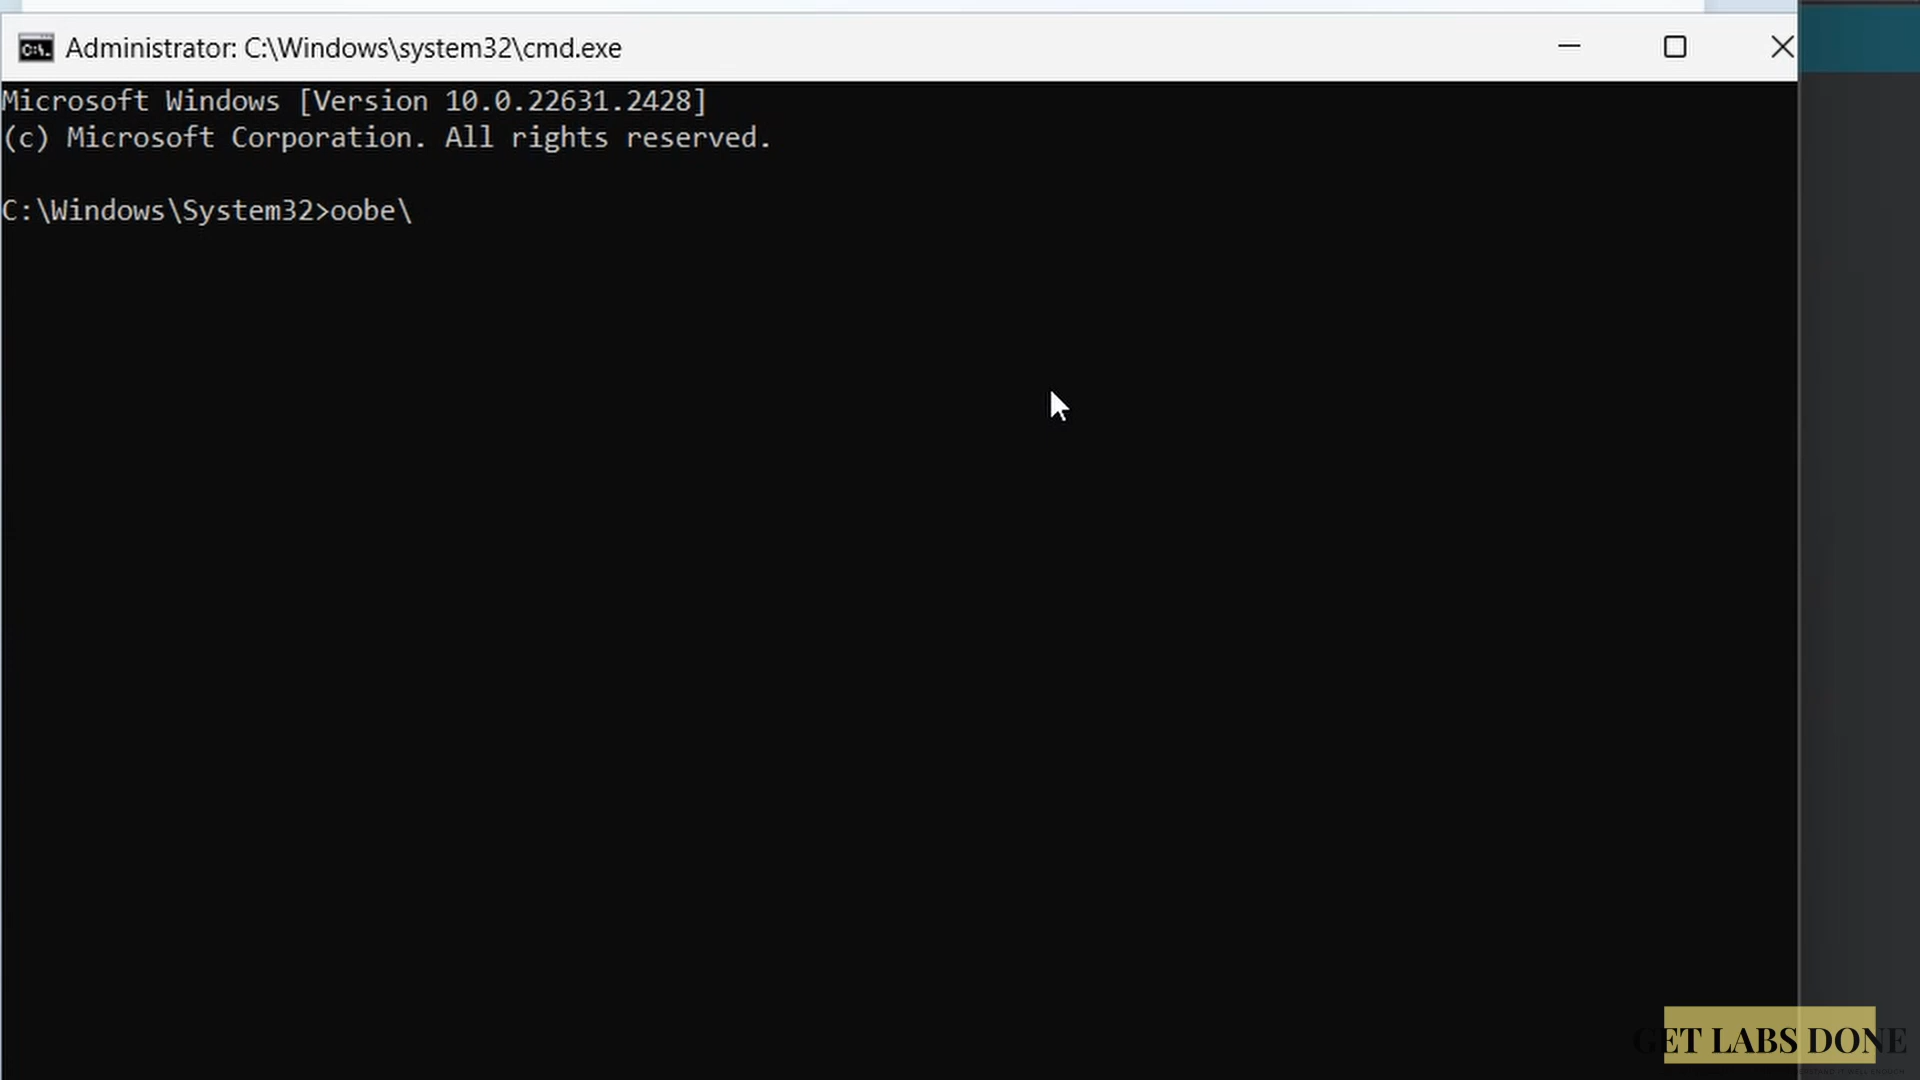 Administrator: C:\Windows\system32\cmd.exe
Microsoft Windows [Version 10.0.22631.2428]
(c) Microsoft Corporation. All rights reserved.
C:\Windows\System32>oobe\
GET LABS DONE